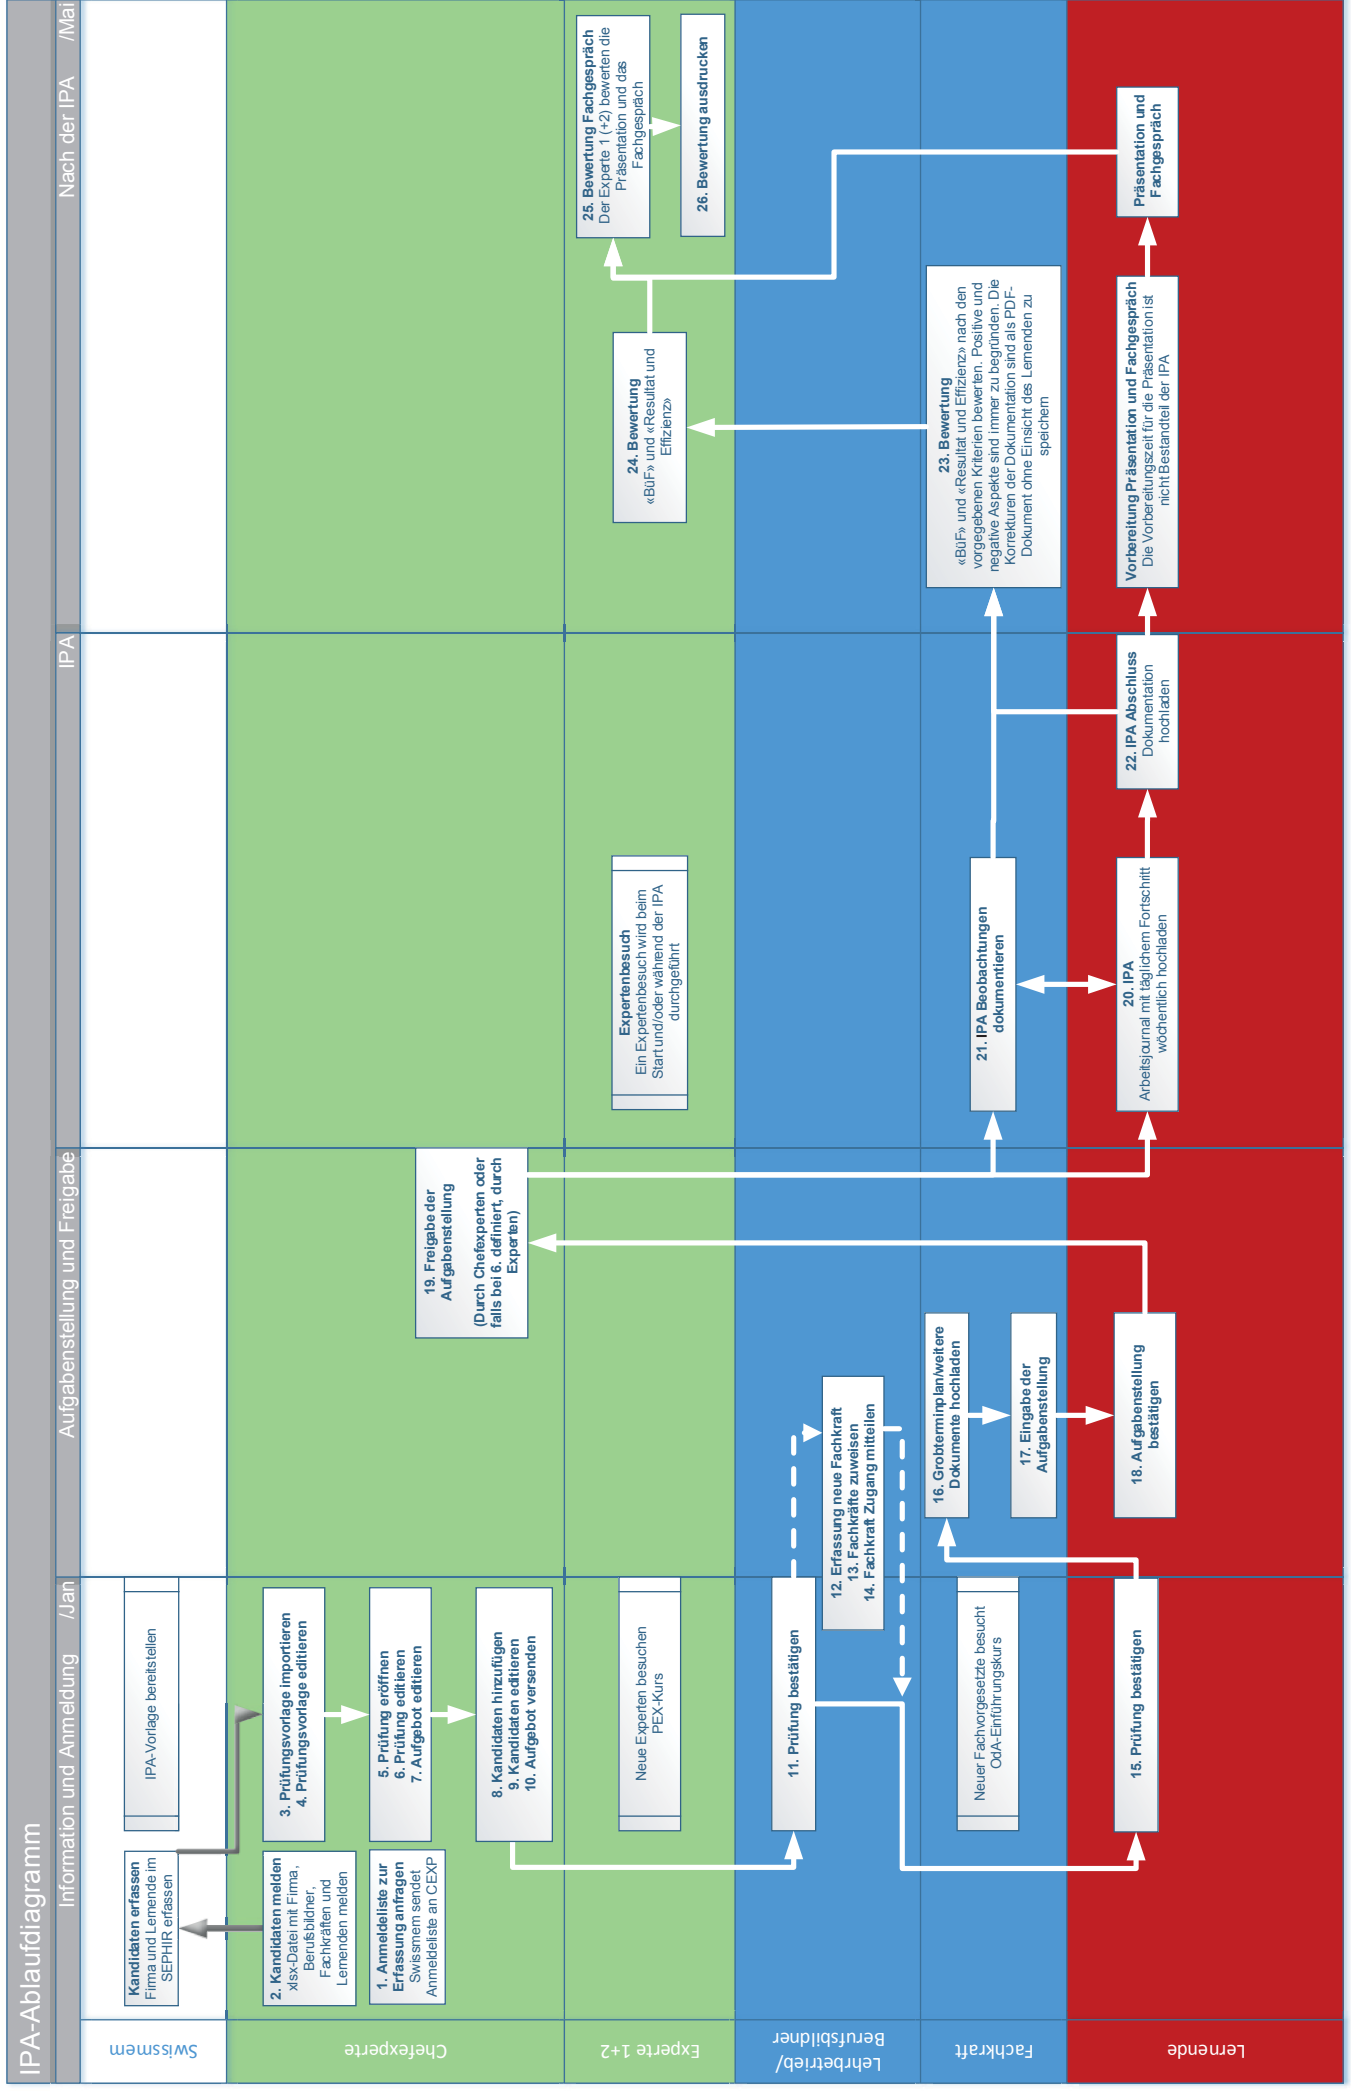 IPA-Ablaufdiagramm
Information und Anmeldung /Jan
Aufgabenstellung und Freigabe
IPA
Nach der IPA /Mai
Swissmem
Kandidaten erfassen
Firma und Lernende im
SEPHIR erfassen
IPA-Vorlage bereitstellen
Chefexperte
2. Kandidaten melden
xlsx-Datei mit Firma,
Berufsbildner,
Fachkräften und
Lernenden melden
1. Anmeldeliste zur
Erfassung anfragen
Swissmem sendet
Anmeldeliste an CEXP
3. Prüfungsvorlage importieren
4. Prüfungsvorlage editieren
5. Prüfung eröffnen
6. Prüfung editieren
7. Aufgebot editieren
8. Kandidaten hinzufügen
9. Kandidaten editieren
10. Aufgebot versenden
19. Freigabe der
Aufgabenstellung
(Durch Chefexperten oder
falls bei 6. definiert, durch
Experten)
Experte 1+2
Neue Experten besuchen
PEX-Kurs
Expertenbesuch
Ein Expertenbesuch wird beim
Start und/oder während der IPA
durchgeführt
24. Bewertung
«BüF» und «Resultat und
Effizienz»
25. Bewertung Fachgespräch
Der Experte 1 (+2) bewerten die
Präsentation und das
Fachgespräch
26. Bewertung ausdrucken
Lehrbetrieb/
Berufsbildner
11. Prüfung bestätigen
12. Erfassung neue Fachkraft
13. Fachkräfte zuweisen
14. Fachkraft Zugang mitteilen
Fachkraft
Neuer Fachvorgesetzte besucht
OdA-Einführungskurs
16. Grobterminplan/weitere
Dokumente hochladen
17. Eingabe der
Aufgabenstellung
21. IPA Beobachtungen
dokumentieren
23. Bewertung
«BüF» und «Resultat und Effizienz» nach den
vorgegebenen Kriterien bewerten. Positive und
negative Aspekte sind immer zu begründen. Die
Korrekturen der Dokumentation sind als PDF-
Dokument ohne Einsicht des Lernenden zu
speichern
Lernende
15. Prüfung bestätigen
18. Aufgabenstellung
bestätigen
20. IPA
Arbeitsjournal mit täglichem Fortschritt
wöchentlich hochladen
22. IPA Abschluss
Dokumentation
hochladen
Vorbereitung Präsentation und Fachgespräch
Die Vorbereitungszeit für die Präsentation ist
nicht Bestandteil der IPA
Präsentation und
Fachgespräch